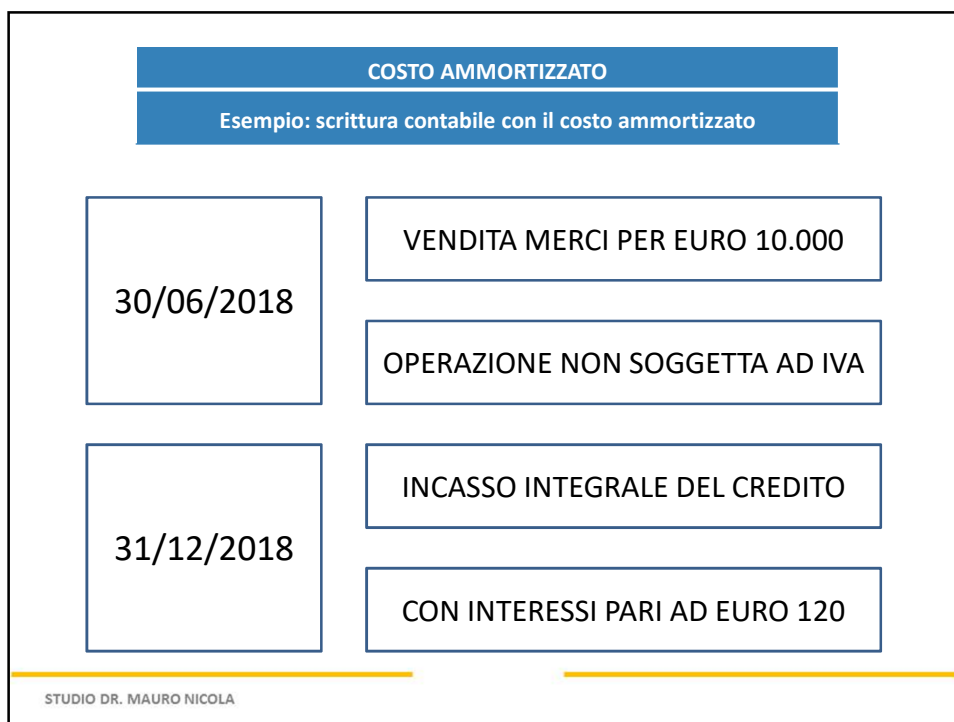 COSTO AMMORTIZZATO
Esempio: scrittura contabile con il costo ammortizzato
30/06/2018
VENDITA MERCI PER EURO 10.000
OPERAZIONE NON SOGGETTA AD IVA
31/12/2018
INCASSO INTEGRALE DEL CREDITO
CON INTERESSI PARI AD EURO 120
STUDIO DR. MAURO NICOLA